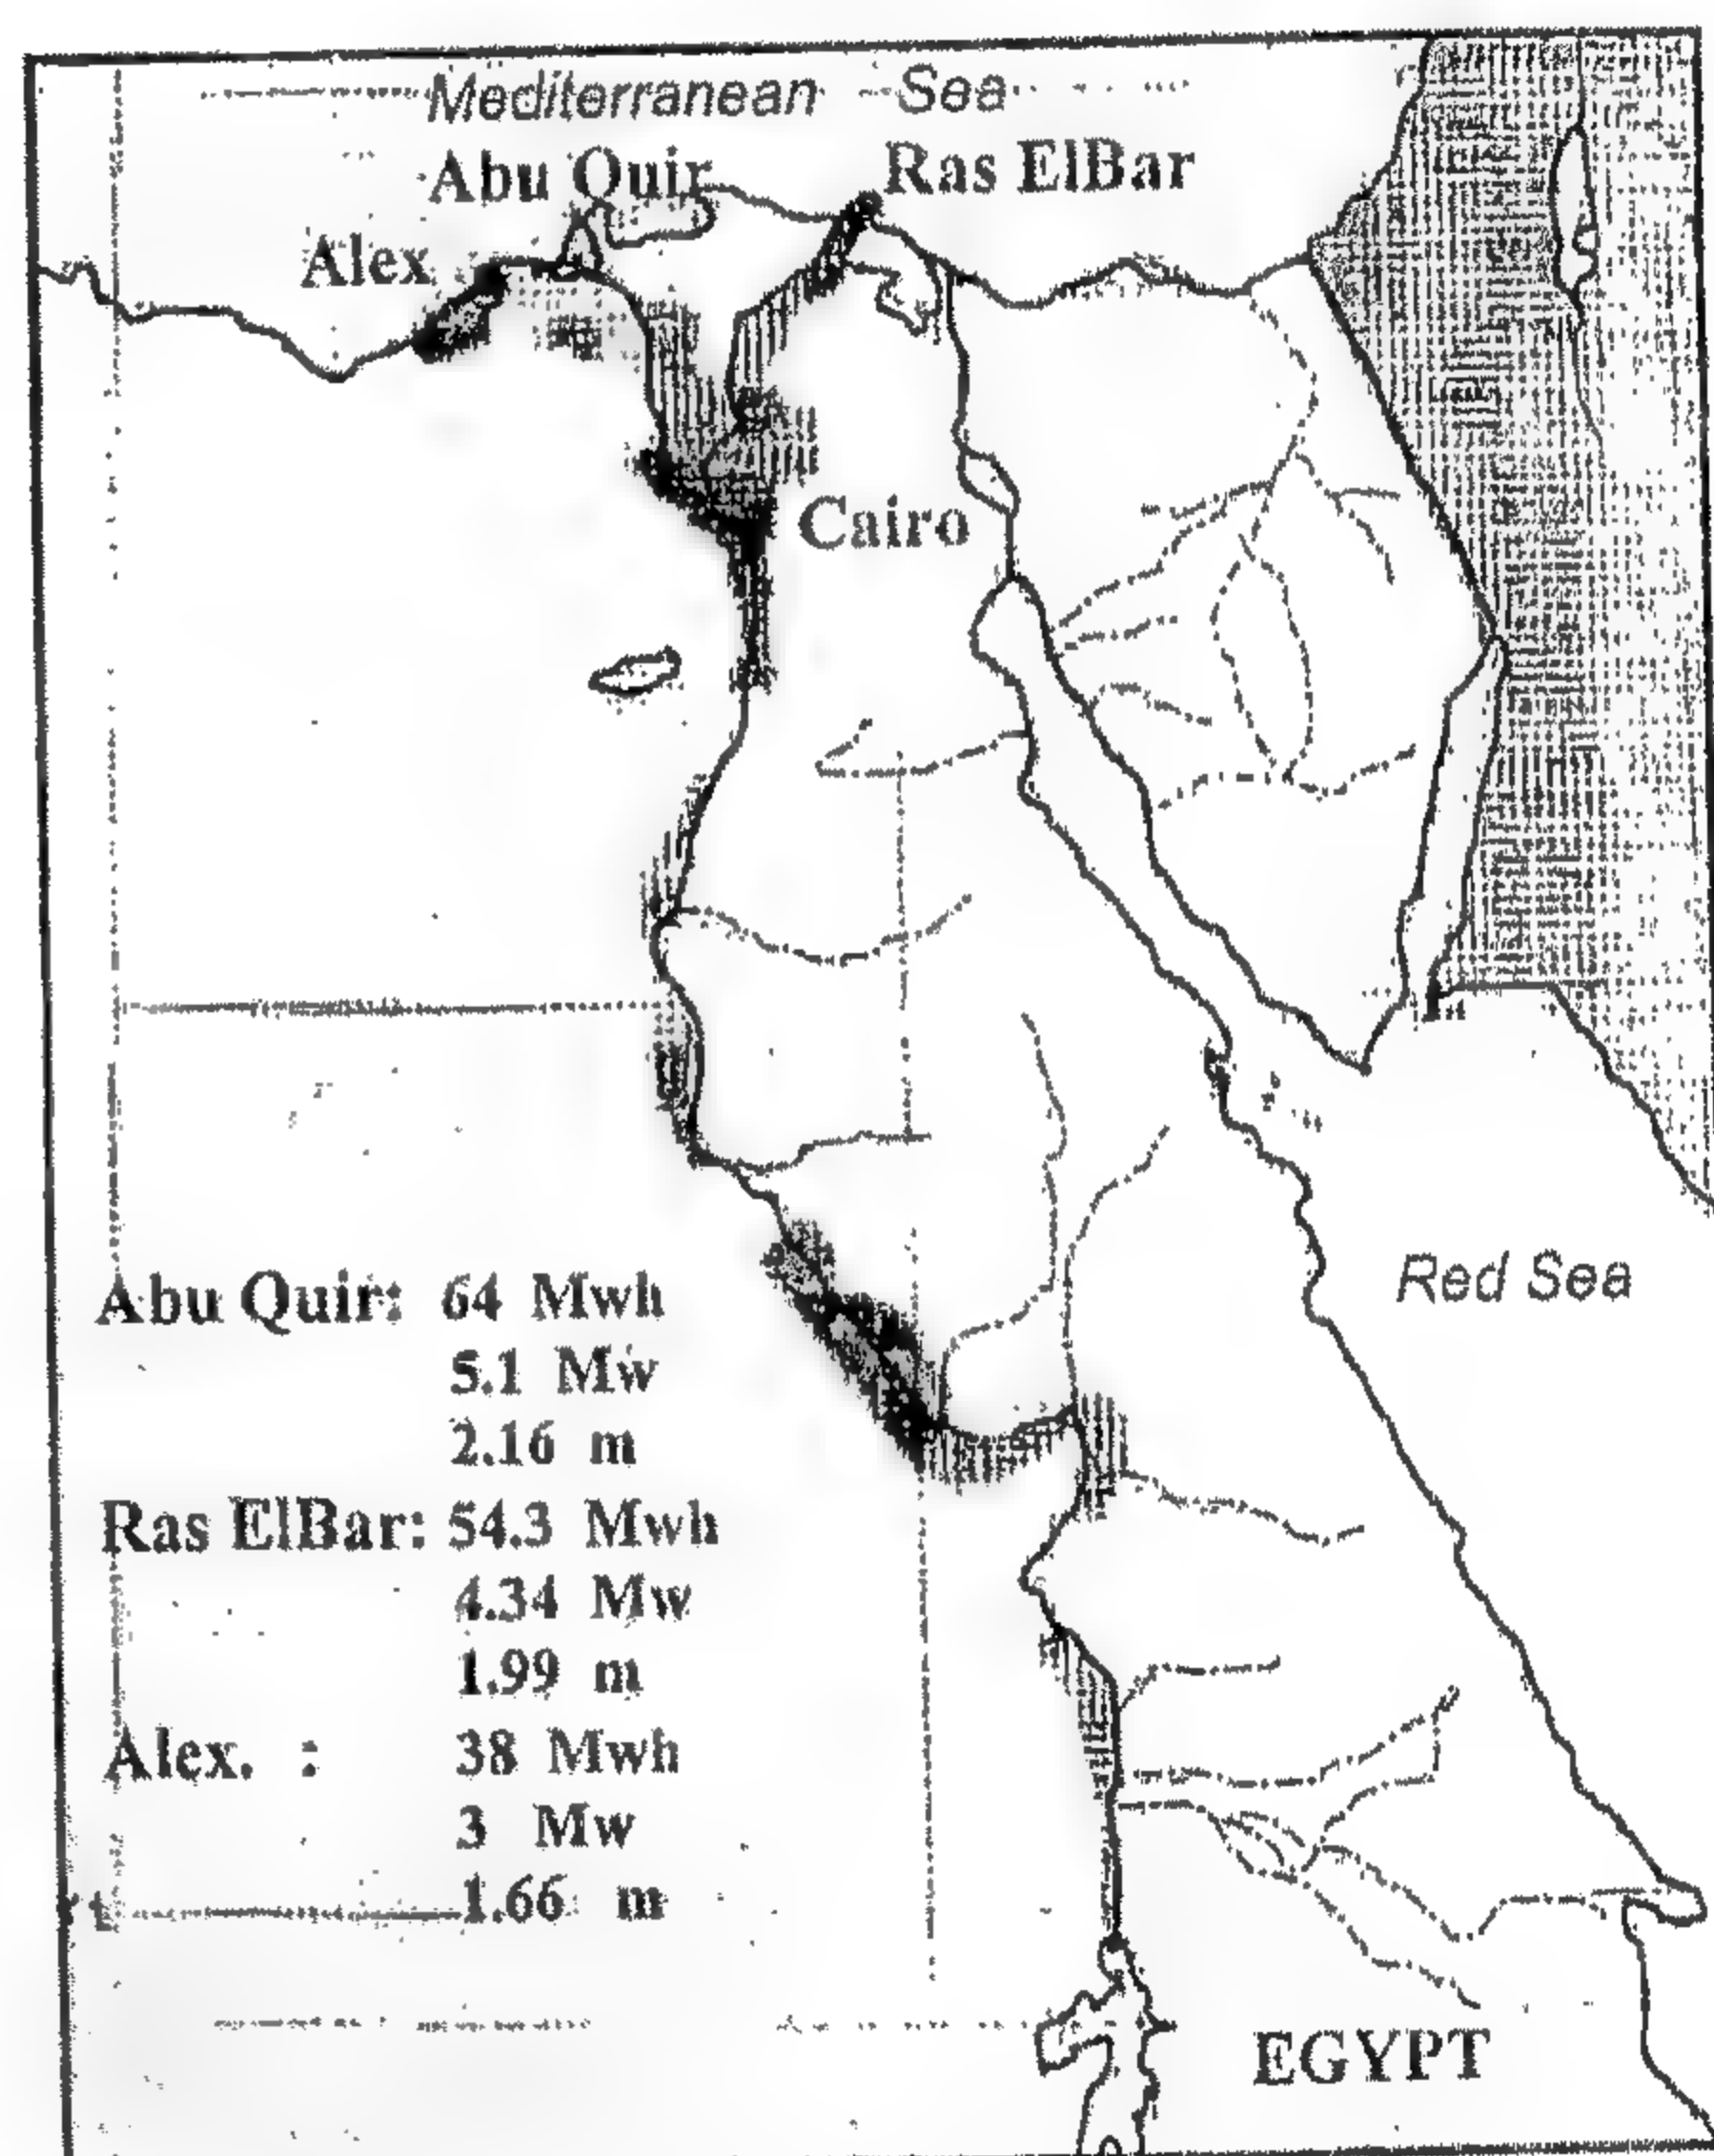 Mediterranean Sea
Abu Quir
Ras ElBar
Alex
Cairo
Red Sea
Abu Quir: 64 Mwh
5.1 Mw
2.16 m
Ras ElBar: 54.3 Mwh
4.34 Mw
1.99 m
Alex. : 38 Mwh
3 Mw
1.66 m
EGYPT